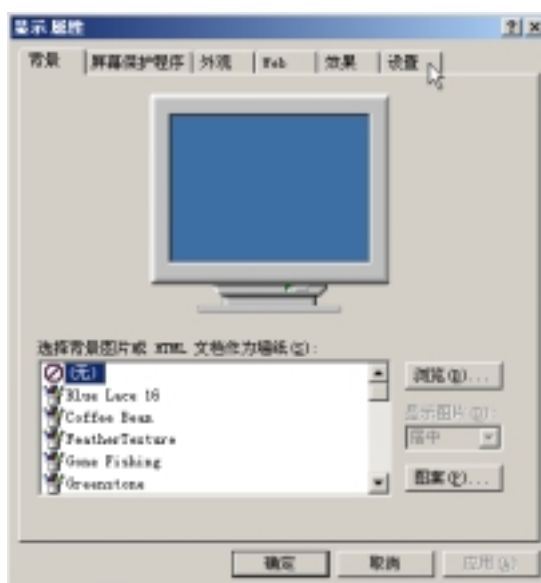 显示 属性
背景 屏幕保护程序 外观 Web 效果 设置
选择背景图片或 HTML 文档作为墙纸(S):
(无)
Blue Lace 16
Coffee Bean
FeatherTexture
Gone Fishing
Greenstone
浏览(B)...
显示图片(D):
居中
图案(P)...
确定 取消 应用(A)